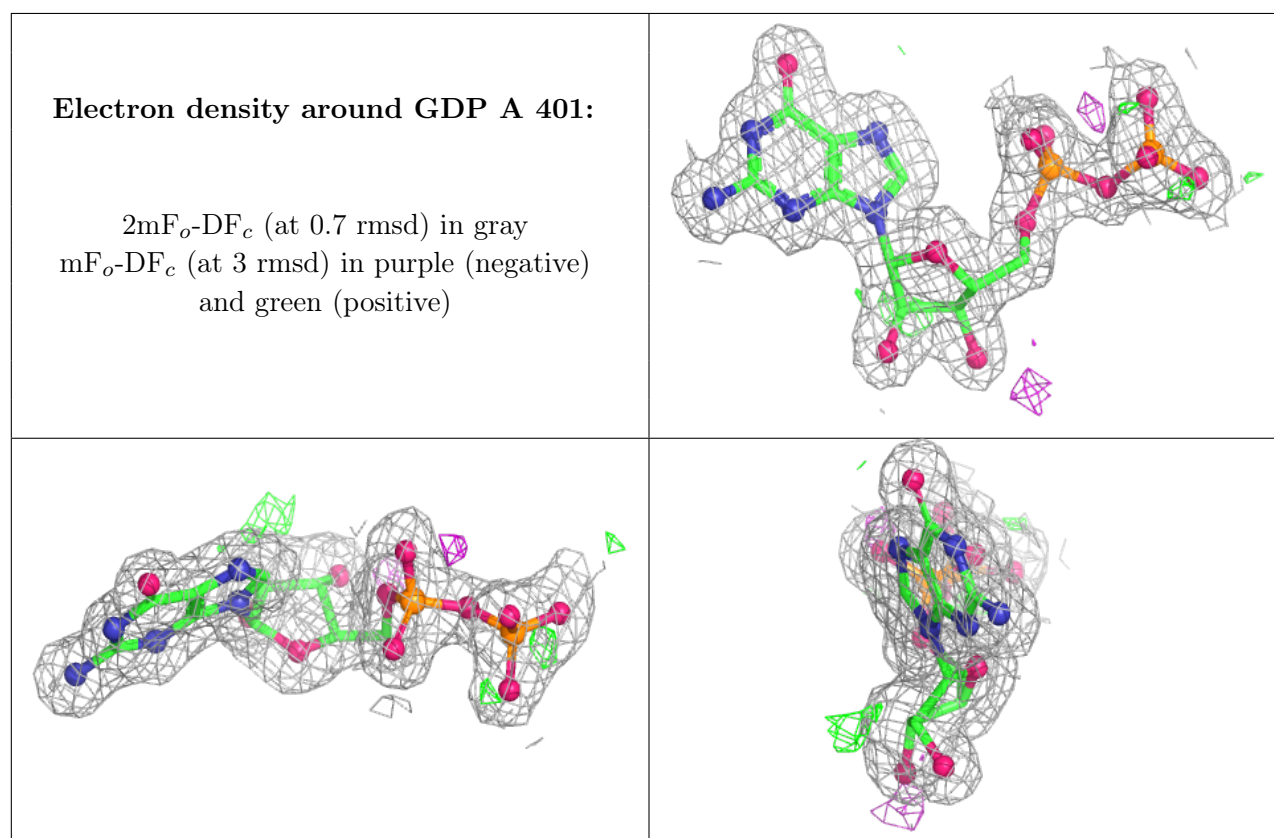 Electron density around GDP A 401:
2mFo-DFc (at 0.7 rmsd) in gray
mFo-DFc (at 3 rmsd) in purple (negative)
and green (positive)